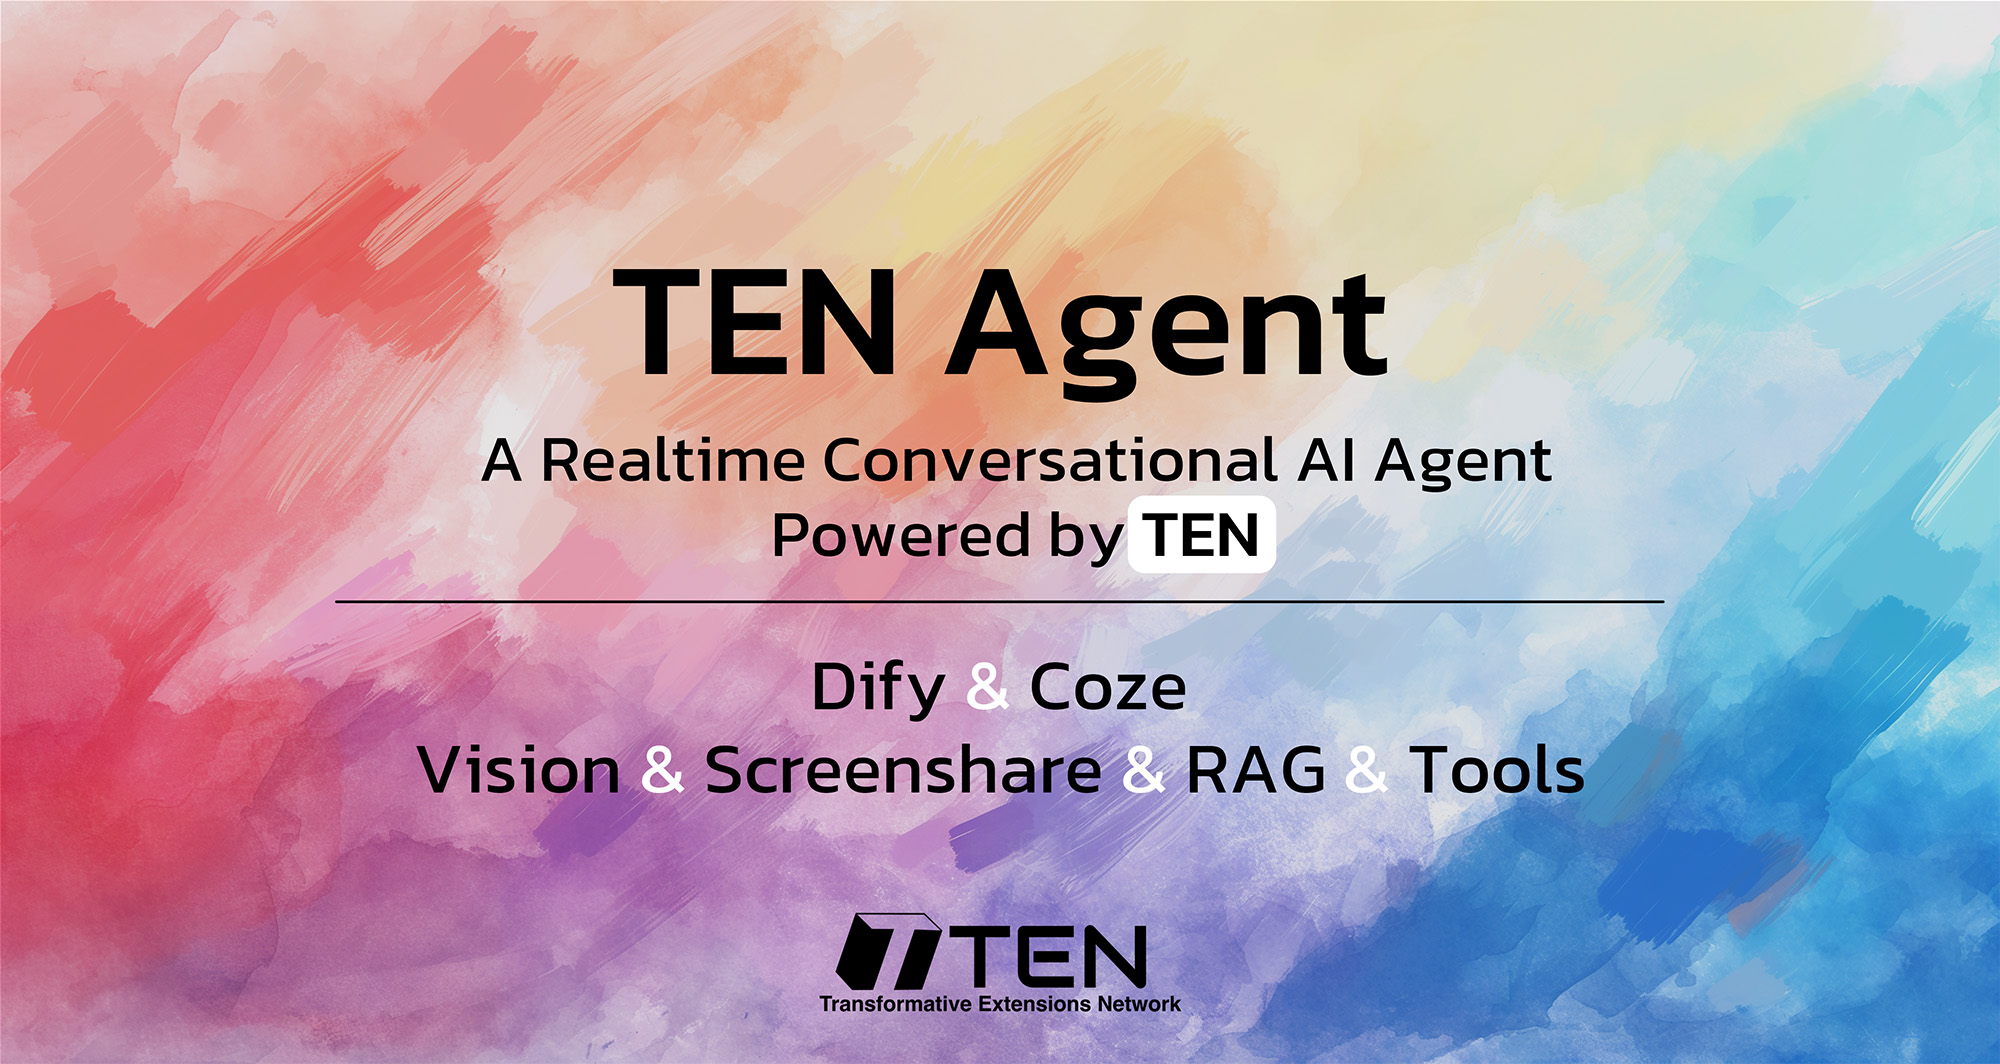 TEN Agent
A Realtime Conversational AI Agent
Powered by TEN
Dify & Coze
Vision & Screenshare & RAG & Tools
TEN
Transformative Extensions Network